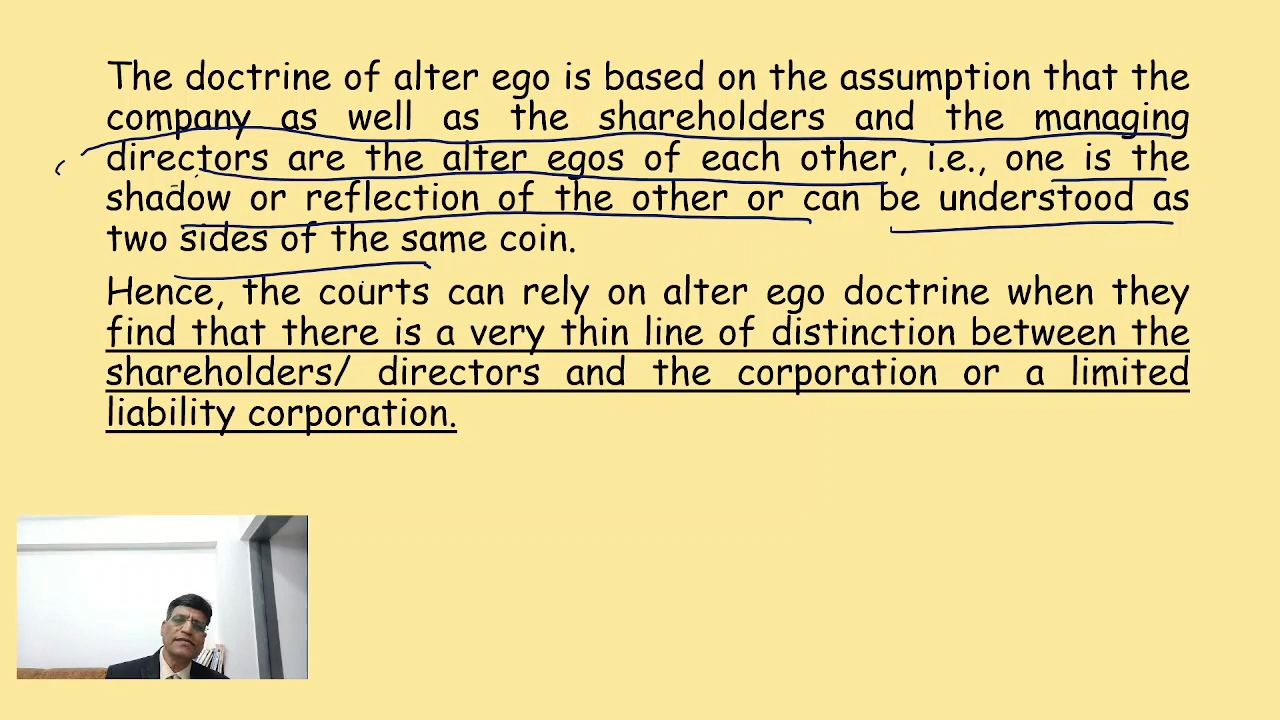 The doctrine of alter ego is based on the assumption that the
company as well as the shareholders and the managing
directors are the alter egos of each other, i.e., one is the
shadow or reflection of the other or can be understood as
two sides of the same coin.
Hence, the courts can rely on alter ego doctrine when they
find that there is a very thin line of distinction between the
shareholders/ directors and the corporation or a limited
liability corporation.